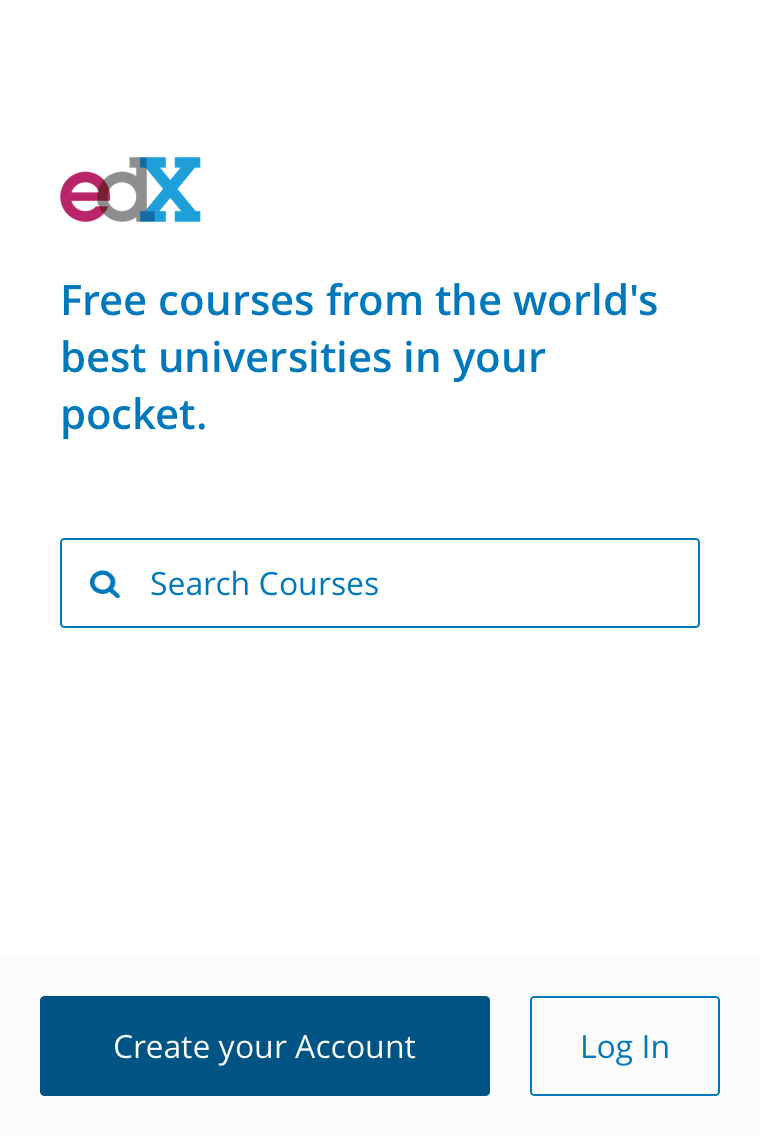 edX
Free courses from the world's
best universities in your
pocket.
Search Courses
Create your Account
Log In